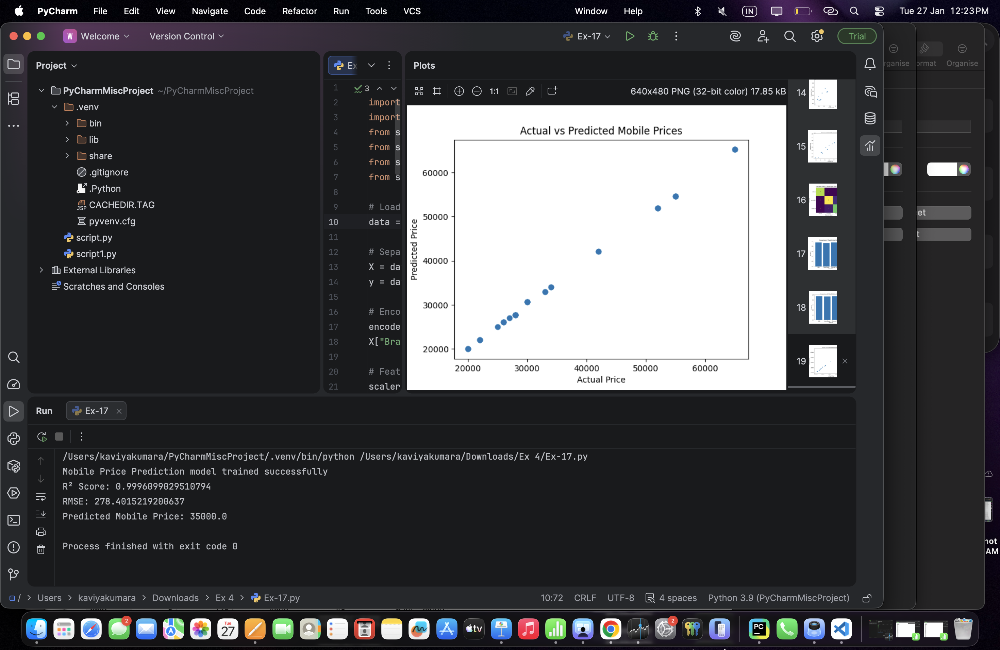 PyCharm File Edit View Navigate Code Refactor Run Tools VCS Window Help IN Tue 27 Jan 12:23 PM
W Welcome Version Control Ex-17 Trial
Project
PyCharmMiscProject ~/PyCharmMiscProject
.venv
bin
lib
share
.gitignore
.Python
JSP CACHEDIR.TAG
pyvenv.cfg
script.py
script1.py
External Libraries
Scratches and Consoles
Ex
3
1
2 import
3 import
4 from s
5 from s
6 from s
7 from s
8
9 # Load
10 data =
11
12 # Sepa
13 X = da
14 y = da
15
16 # Enco
17 encode
18 X["Bra
19
20 # Feat
21 scaler
Plots
1:1 640x480 PNG (32-bit color) 17.85 kB
Actual vs Predicted Mobile Prices
Predicted Price
60000
50000
40000
30000
20000
20000 30000 40000 50000 60000
Actual Price
14
15
16
17
18
19
rganise ormat Organise
eet
t
Run Ex-17
/Users/kaviyakumara/PyCharmMiscProject/.venv/bin/python /Users/kaviyakumara/Downloads/Ex 4/Ex-17.py
Mobile Price Prediction model trained successfully
R² Score: 0.9996099029510794
RMSE: 278.4015219200637
Predicted Mobile Price: 35000.0
Process finished with exit code 0
not
AM
/ Users kaviyakumara Downloads Ex 4 Ex-17.py 10:72 CRLF UTF-8 4 spaces Python 3.9 (PyCharmMiscProject)
2 Tue 27 tv 2 PC